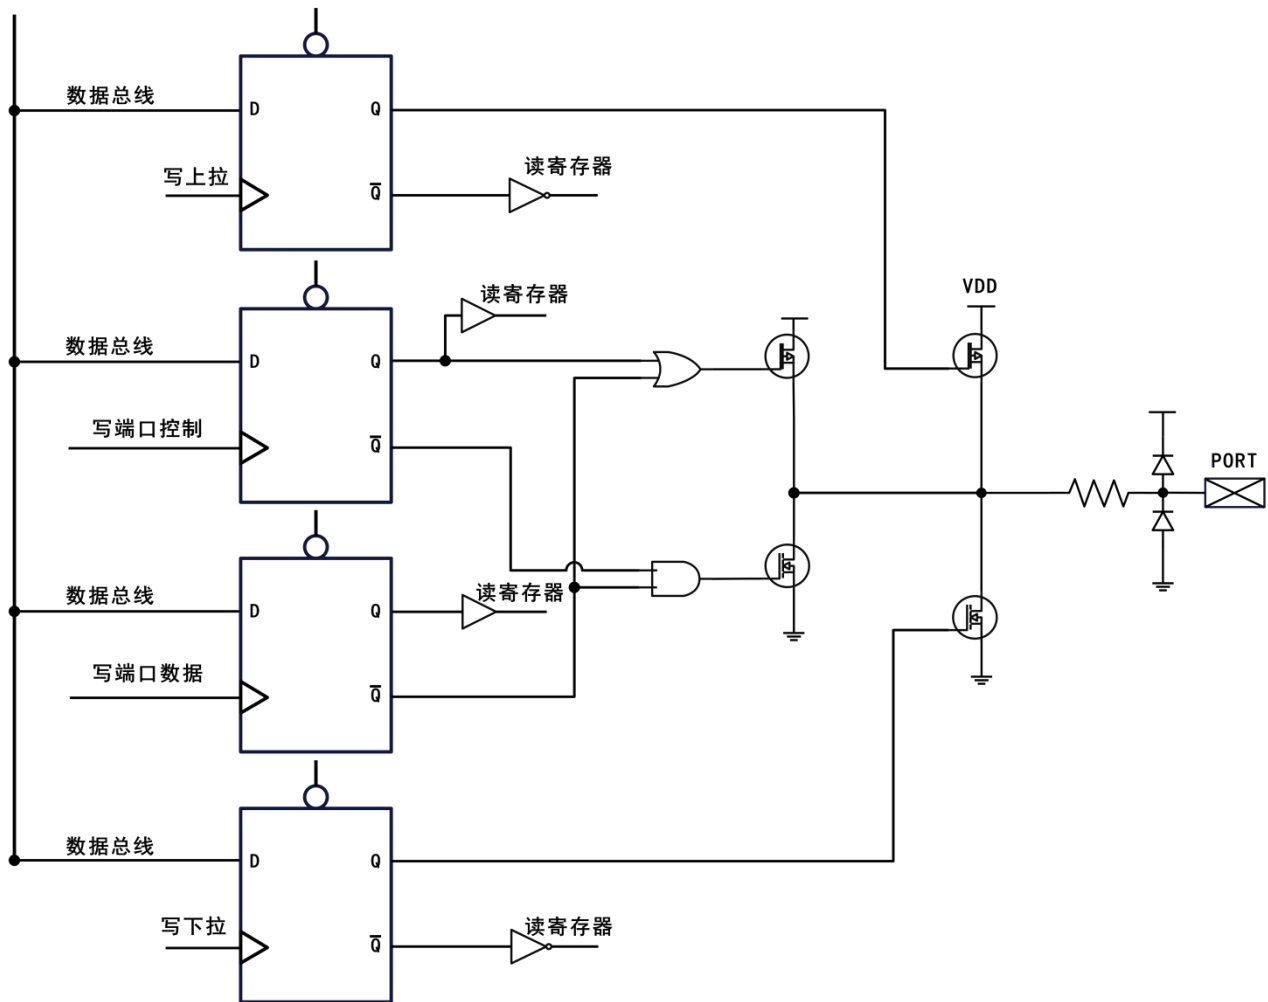 数据总线
D
Q
写上拉
Q
读寄存器
读寄存器
VDD
数据总线
D
Q
写端口控制
Q
PORT
数据总线
D
Q
读寄存器
写端口数据
Q
数据总线
D
Q
写下拉
Q
读寄存器